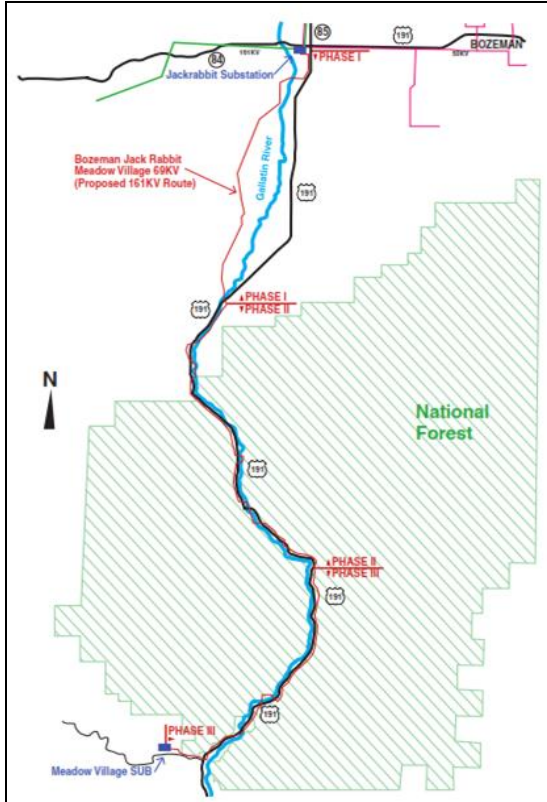 85
191
BOZEMAN
84
161KV
PHASE I
50KV
Jackrabbit Substation
Bozeman Jack Rabbit
Meadow Village 69KV
(Proposed 161KV Route)
Gallatin River
191
PHASE I
191
PHASE II
N
National
Forest
191
PHASE II
PHASE III
191
191
PHASE III
Meadow Village SUB